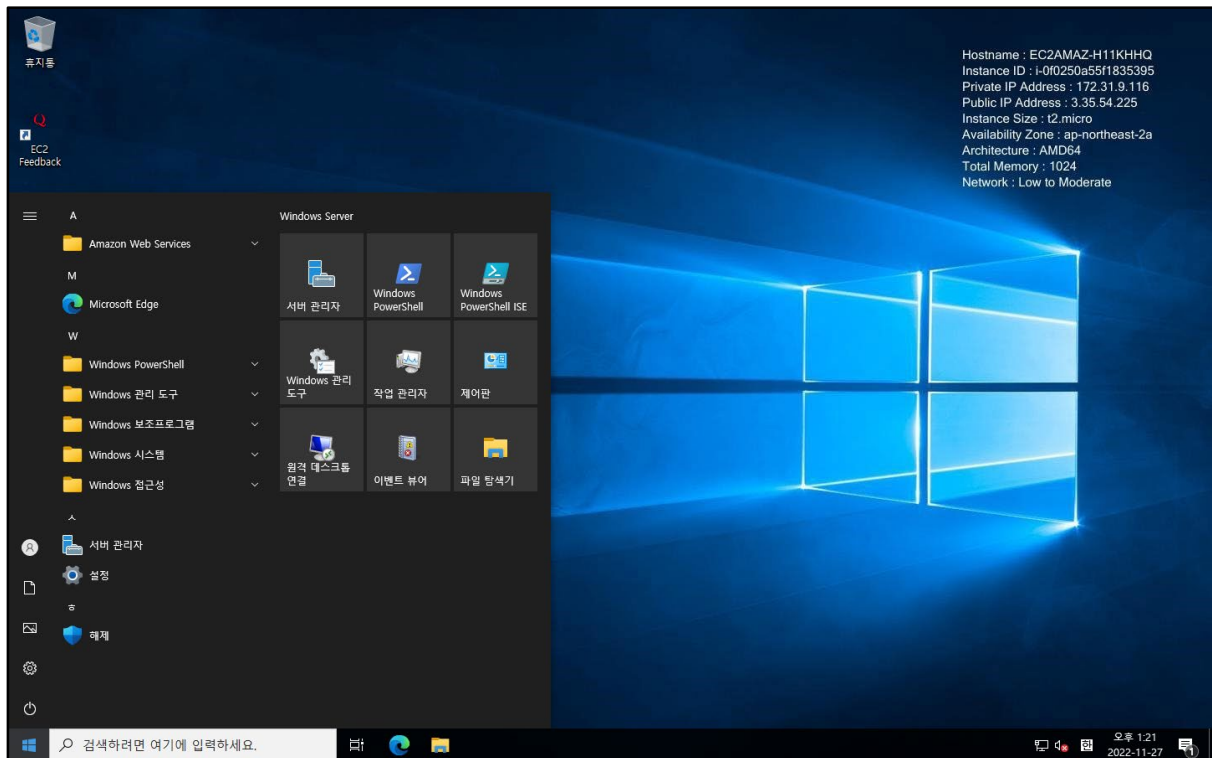 휴지통
EC2
Feedback
Hostname : EC2AMAZ-H11KHHQ
Instance ID : i-0f0250a55f1835395
Private IP Address : 172.31.9.116
Public IP Address : 3.35.54.225
Instance Size : t2.micro
Availability Zone : ap-northeast-2a
Architecture : AMD64
Total Memory : 1024
Network : Low to Moderate
A
Amazon Web Services
M
Microsoft Edge
W
Windows PowerShell
Windows 관리 도구
Windows 보조프로그램
Windows 시스템
Windows 접근성
ㅅ
서버 관리자
설정
ㅎ
해제
Windows Server
서버 관리자
Windows
PowerShell
Windows
PowerShell ISE
Windows 관리
도구
작업 관리자
제어판
원격 데스크톱
연결
이벤트 뷰어
파일 탐색기
검색하려면 여기에 입력하세요.
한
오후 1:21
2022-11-27
1